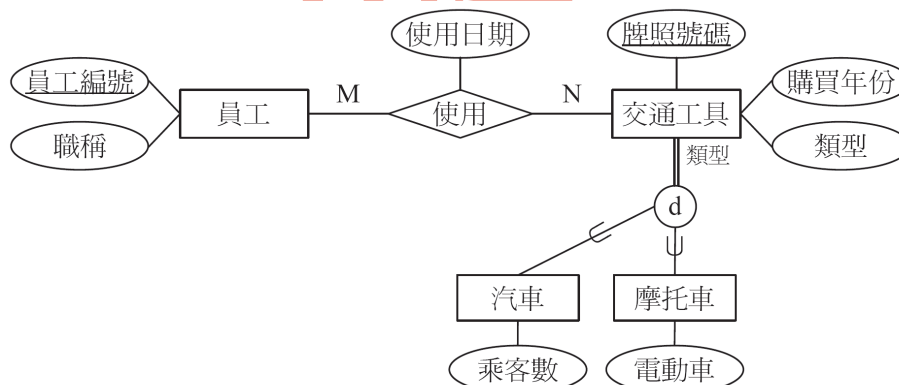 使用日期
牌照號碼
員工編號
購買年份
M
N
員工
使用
交通工具
職稱
類型
類型
d
汽車
摩托車
乘客數
電動車